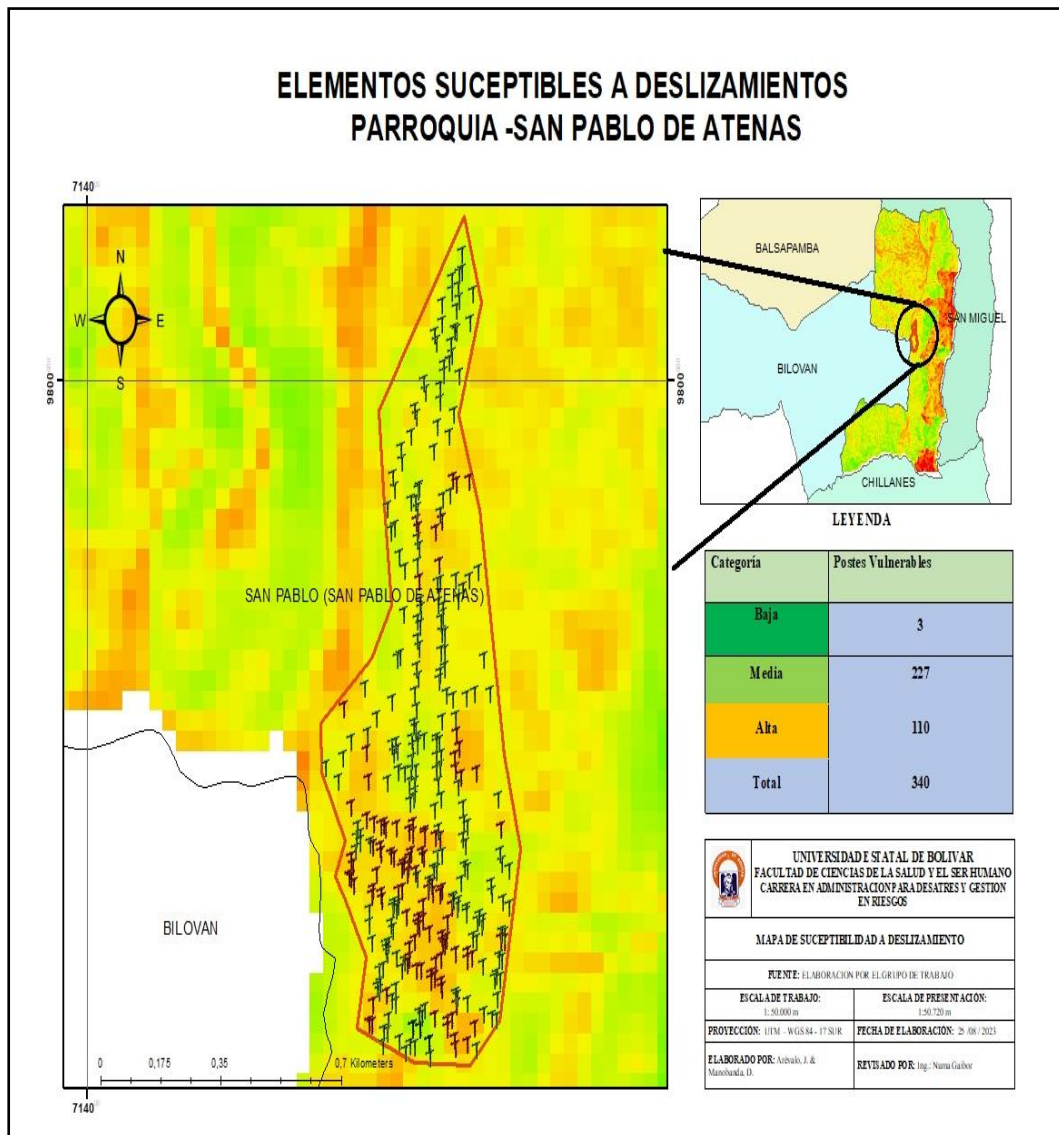 ELEMENTOS SUCEPTIBLES A DESLIZAMIENTOS
PARROQUIA -SAN PABLO DE ATENAS
7140
9800
9800
N
W
E
S
SAN PABLO (SAN PABLO DE ATENAS)
BILOVAN
0 0,175 0,35 0,7 Kilometers
7140
BALSAPAMBA
SAN MIGUEL
BILOVAN
CHILLANES
LEYENDA
Categoría Postes Vulnerables
Baja 3
Media 227
Alta 110
Total 340
UNIVERSIDAD E STATAL DE BOLIVAR
FACULTAD DE CIENCIAS DE LA SALUD Y EL SER HUMANO
CARRERA EN ADMINISTRACION PARA DESATRES Y GESTION
EN RIESGOS
MAPA DE SUCEPTIBILIDAD A DESLIZAMIENTO
FUENTE: ELABORACION POR EL GRUPO DE TRABAJO
ESCALA DE TRABAJO: ESCALA DE PRESENTACIÓN:
1: 50.000 m 1:50.720 m
PROYECCIÓN: UTM - WGS 84 - 17 SUR FECHA DE ELABORACIÓN: 25 /08 / 2023
ELABORADO POR: Arévalo, J. &
Manobanda, D.
REVISADO POR: Ing.: Numa Gaibor